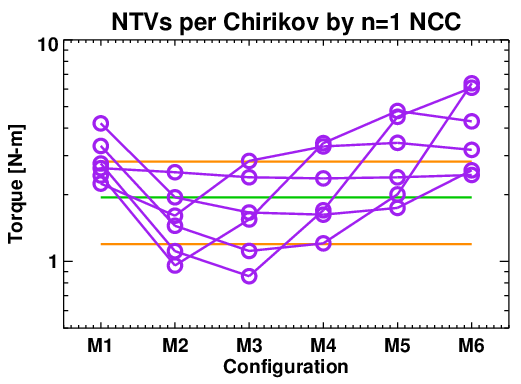 NTVs per Chirikov by n=1 NCC
10
Torque [N-m]
1
M1 M2 M3 M4 M5 M6
Configuration